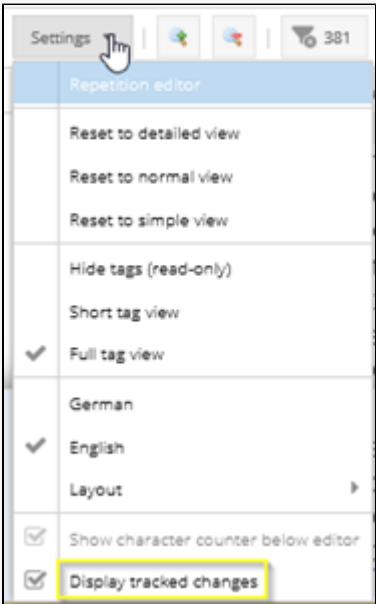 Settings
381
Repetition editor
Reset to detailed view
Reset to normal view
Reset to simple view
Hide tags (read-only)
Short tag view
Full tag view
German
English
Layout
Show character counter below editor
Display tracked changes